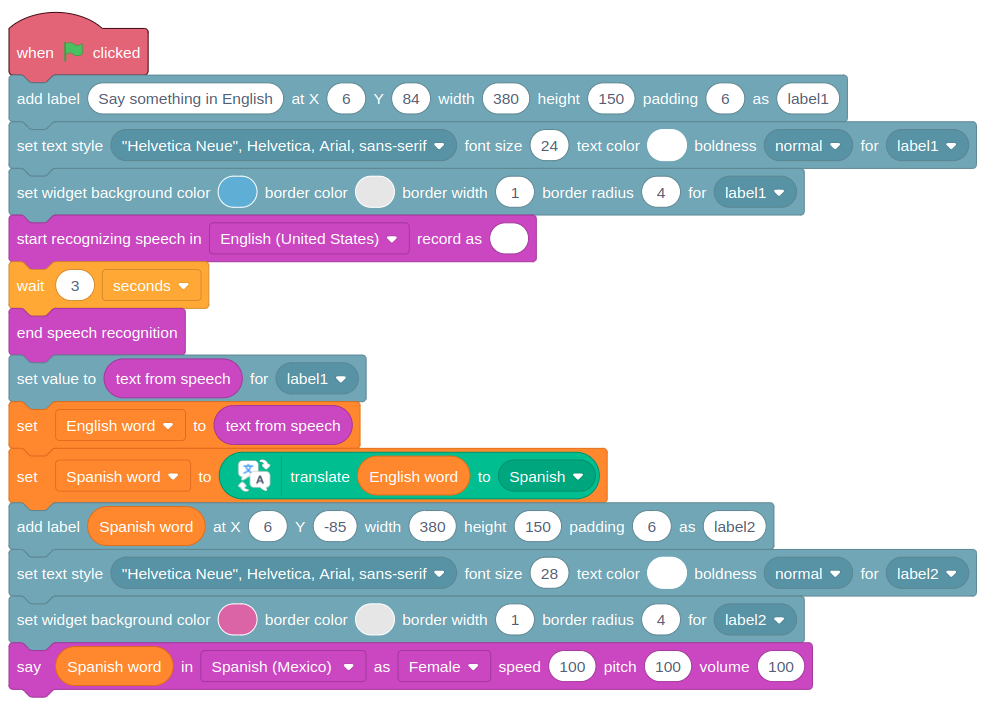 when clicked
add label Say something in English at X 6 Y 84 width 380 height 150 padding 6 as label1
set text style "Helvetica Neue", Helvetica, Arial, sans-serif font size 24 text color boldness normal for label1
set widget background color border color border width 1 border radius 4 for label1
start recognizing speech in English (United States) record as
wait 3 seconds
end speech recognition
set value to text from speech for label1
set English word to text from speech
set Spanish word to 文 A translate English word to Spanish
add label Spanish word at X 6 Y -85 width 380 height 150 padding 6 as label2
set text style "Helvetica Neue", Helvetica, Arial, sans-serif font size 28 text color boldness normal for label2
set widget background color border color border width 1 border radius 4 for label2
say Spanish word in Spanish (Mexico) as Female speed 100 pitch 100 volume 100